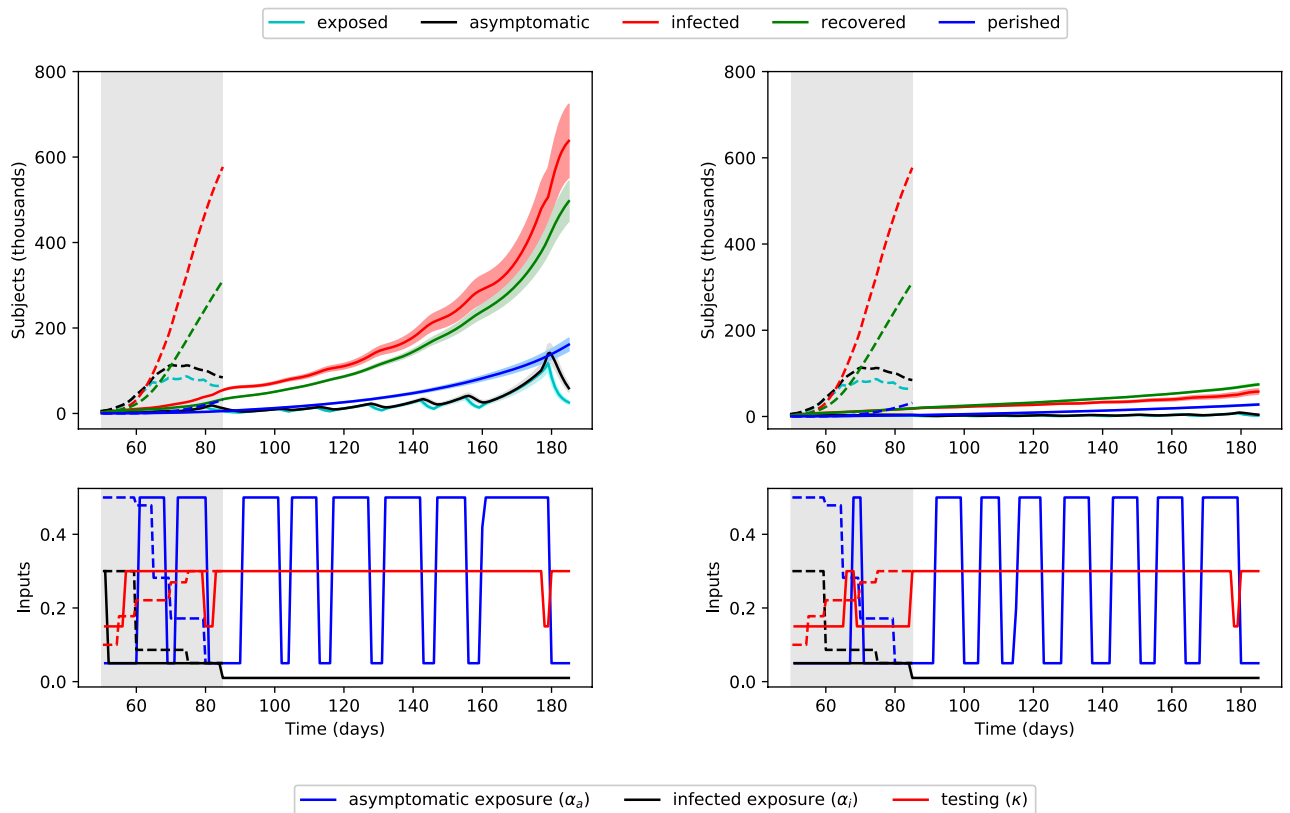 exposed asymptomatic infected recovered perished
800
600
400
200
0
60 80 100 120 140 160 180
Subjects (thousands)
800
600
400
200
0
60 80 100 120 140 160 180
Subjects (thousands)
0.4
0.2
0.0
60 80 100 120 140 160 180
Inputs
Time (days)
0.4
0.2
0.0
60 80 100 120 140 160 180
Inputs
Time (days)
asymptomatic exposure (αₐ) infected exposure (αᵢ) testing (κ)